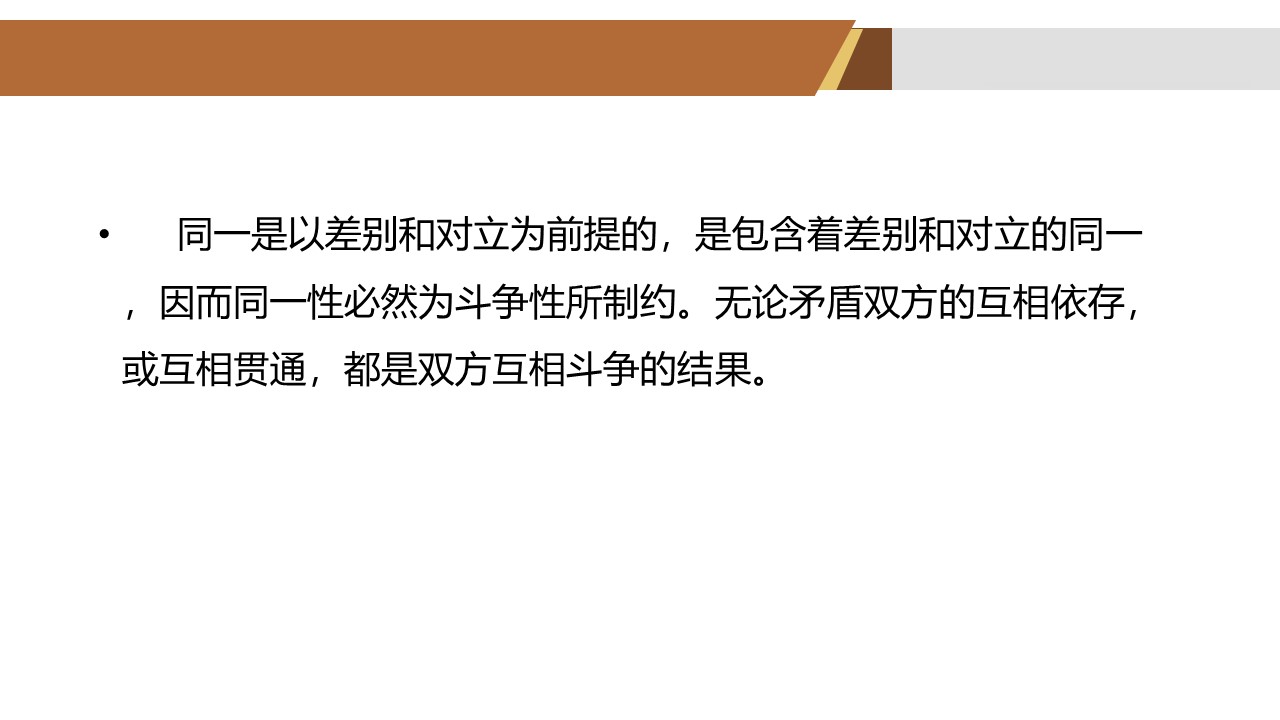 • 同一是以差别和对立为前提的，是包含着差别和对立的同一
，因而同一性必然为斗争性所制约。无论矛盾双方的互相依存，
或互相贯通，都是双方互相斗争的结果。